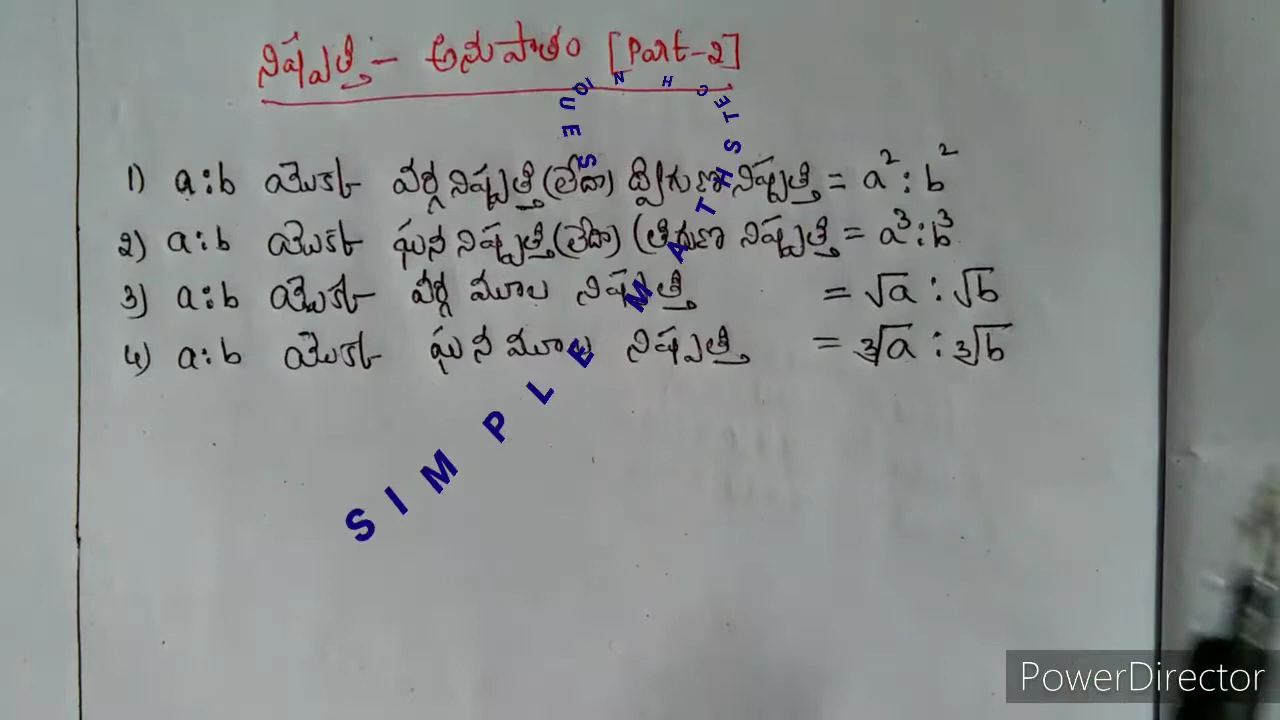 నిష్పత్తి - అనుపాతం [Part-2]
1) a:b యొక్క వర్గ నిష్పత్తి (లేదా) ద్విగుణ నిష్పత్తి = a² : b²
2) a:b యొక్క ఘన నిష్పత్తి (లేదా) త్రిగుణ నిష్పత్తి = a³ : b³
3) a:b యొక్క వర్గ మూల నిష్పత్తి = √a : √b
4) a:b యొక్క ఘన మూల నిష్పత్తి = ∛a : ∛b
SIMPLE MATHS TECHNIQUES
PowerDirector